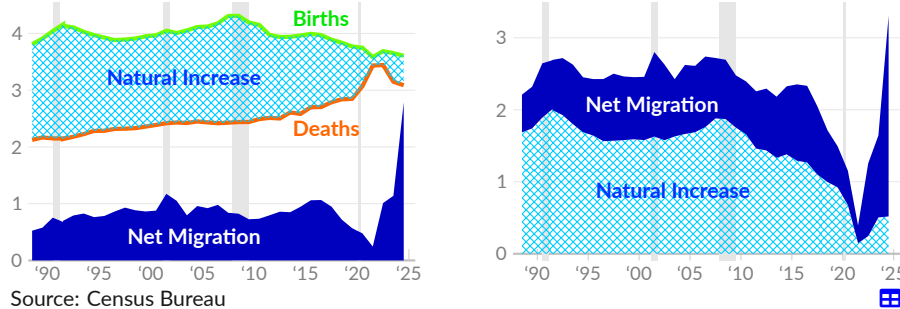 Births
4
Natural Increase
3
Deaths
2
1
Net Migration
0
‘90 ‘95 ‘00 ‘05 ‘10 ‘15 ‘20 ‘25
3
Net Migration
2
Natural Increase
1
0
‘90 ‘95 ‘00 ‘05 ‘10 ‘15 ‘20 ‘25
Source: Census Bureau